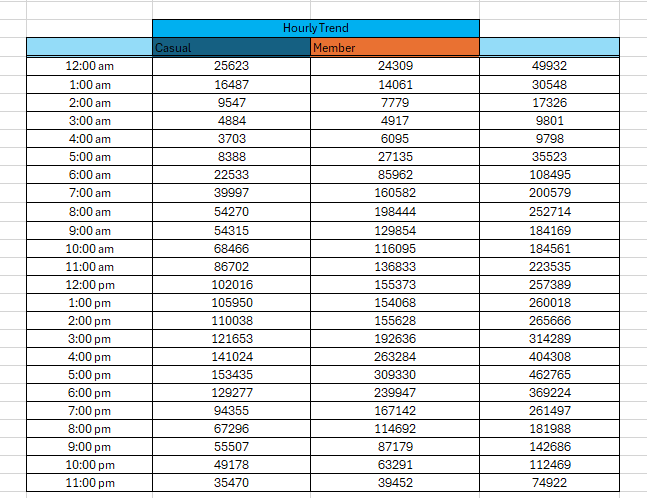 Hourly Trend
Casual Member
12:00 am 25623 24309 49932
1:00 am 16487 14061 30548
2:00 am 9547 7779 17326
3:00 am 4884 4917 9801
4:00 am 3703 6095 9798
5:00 am 8388 27135 35523
6:00 am 22533 85962 108495
7:00 am 39997 160582 200579
8:00 am 54270 198444 252714
9:00 am 54315 129854 184169
10:00 am 68466 116095 184561
11:00 am 86702 136833 223535
12:00 pm 102016 155373 257389
1:00 pm 105950 154068 260018
2:00 pm 110038 155628 265666
3:00 pm 121653 192636 314289
4:00 pm 141024 263284 404308
5:00 pm 153435 309330 462765
6:00 pm 129277 239947 369224
7:00 pm 94355 167142 261497
8:00 pm 67296 114692 181988
9:00 pm 55507 87179 142686
10:00 pm 49178 63291 112469
11:00 pm 35470 39452 74922